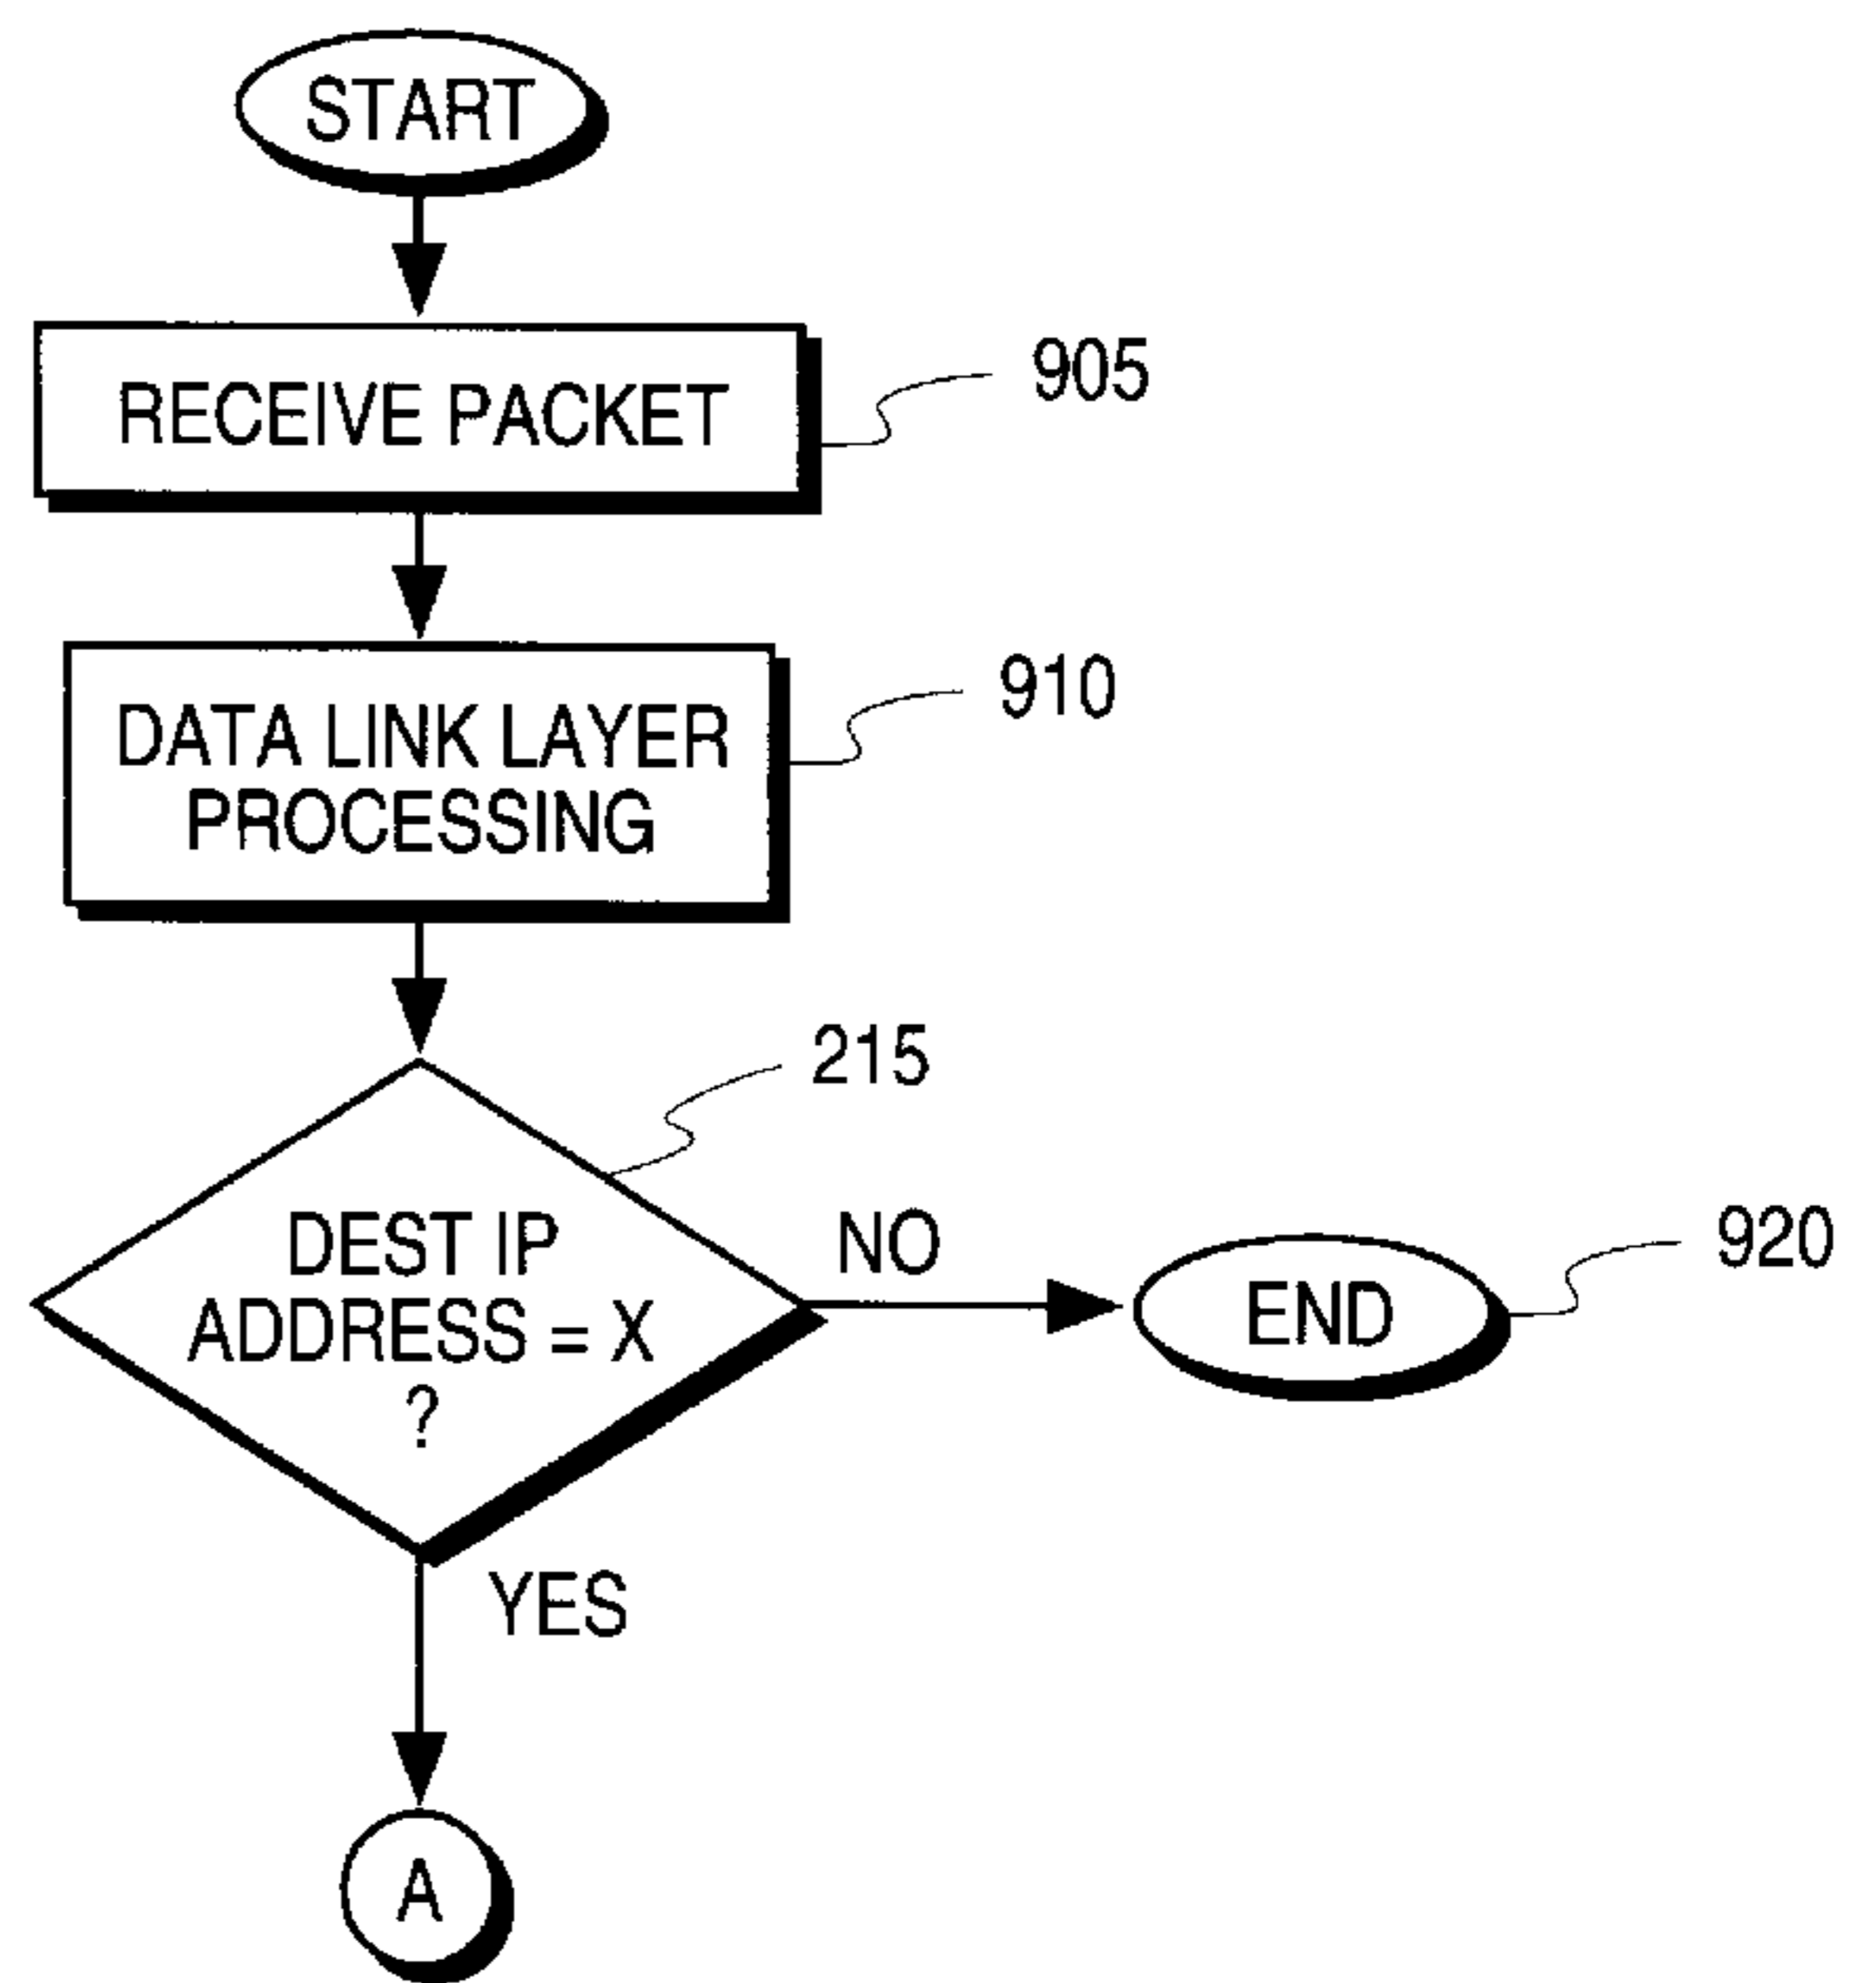 START
RECEIVE PACKET
905
DATA LINK LAYER
PROCESSING
910
215
DEST IP
ADDRESS = X
?
NO
END
920
YES
A